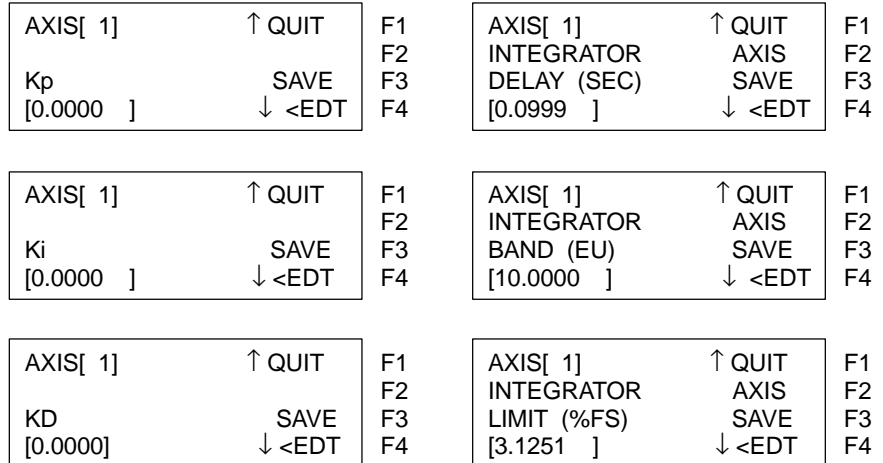 AXIS[ 1] ↑ QUIT F1
F2
Kp SAVE F3
[0.0000 ] ↓ <EDT F4
AXIS[ 1] ↑ QUIT F1
INTEGRATOR AXIS F2
DELAY (SEC) SAVE F3
[0.0999 ] ↓ <EDT F4
AXIS[ 1] ↑ QUIT F1
F2
Ki SAVE F3
[0.0000 ] ↓ <EDT F4
AXIS[ 1] ↑ QUIT F1
INTEGRATOR AXIS F2
BAND (EU) SAVE F3
[10.0000 ] ↓ <EDT F4
AXIS[ 1] ↑ QUIT F1
F2
KD SAVE F3
[0.0000] ↓ <EDT F4
AXIS[ 1] ↑ QUIT F1
INTEGRATOR AXIS F2
LIMIT (%FS) SAVE F3
[3.1251 ] ↓ <EDT F4